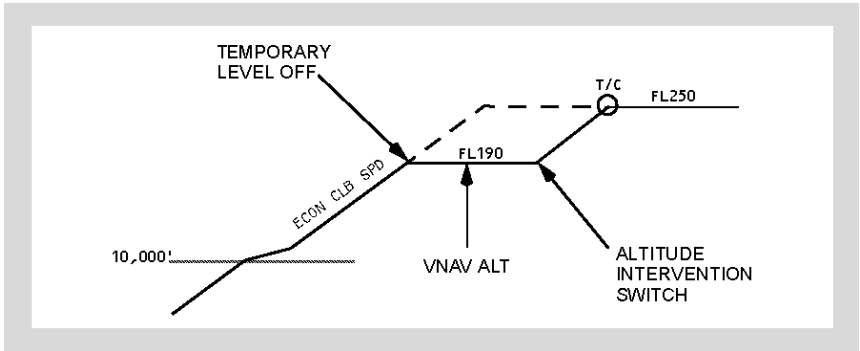 TEMPORARY
LEVEL OFF
T/C
FL250
FL190
ECON CLB SPD
10,000'
VNAV ALT
ALTITUDE
INTERVENTION
SWITCH